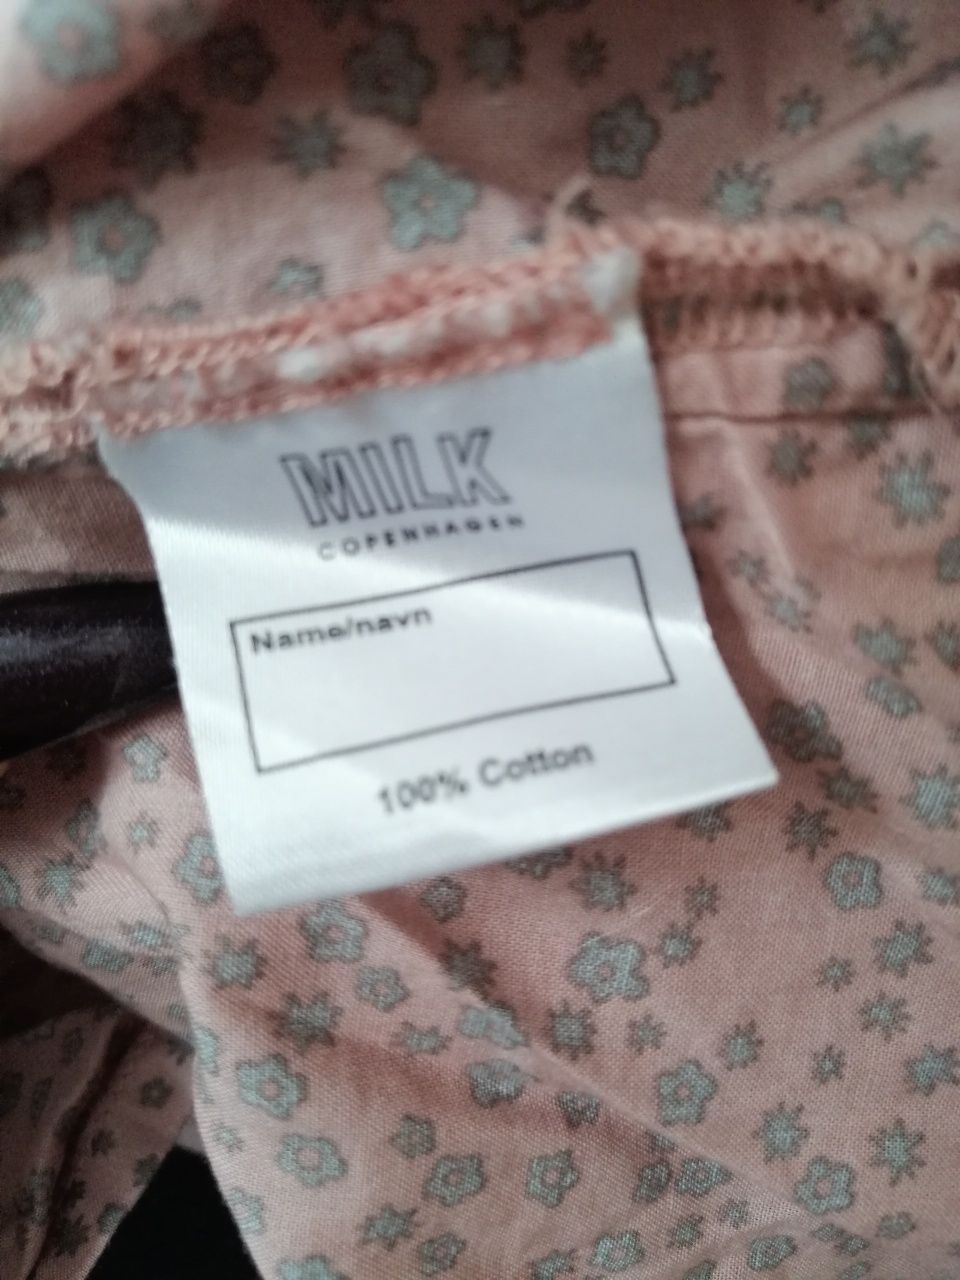 MILK
COPENHAGEN
Name/navn
100% Cotton